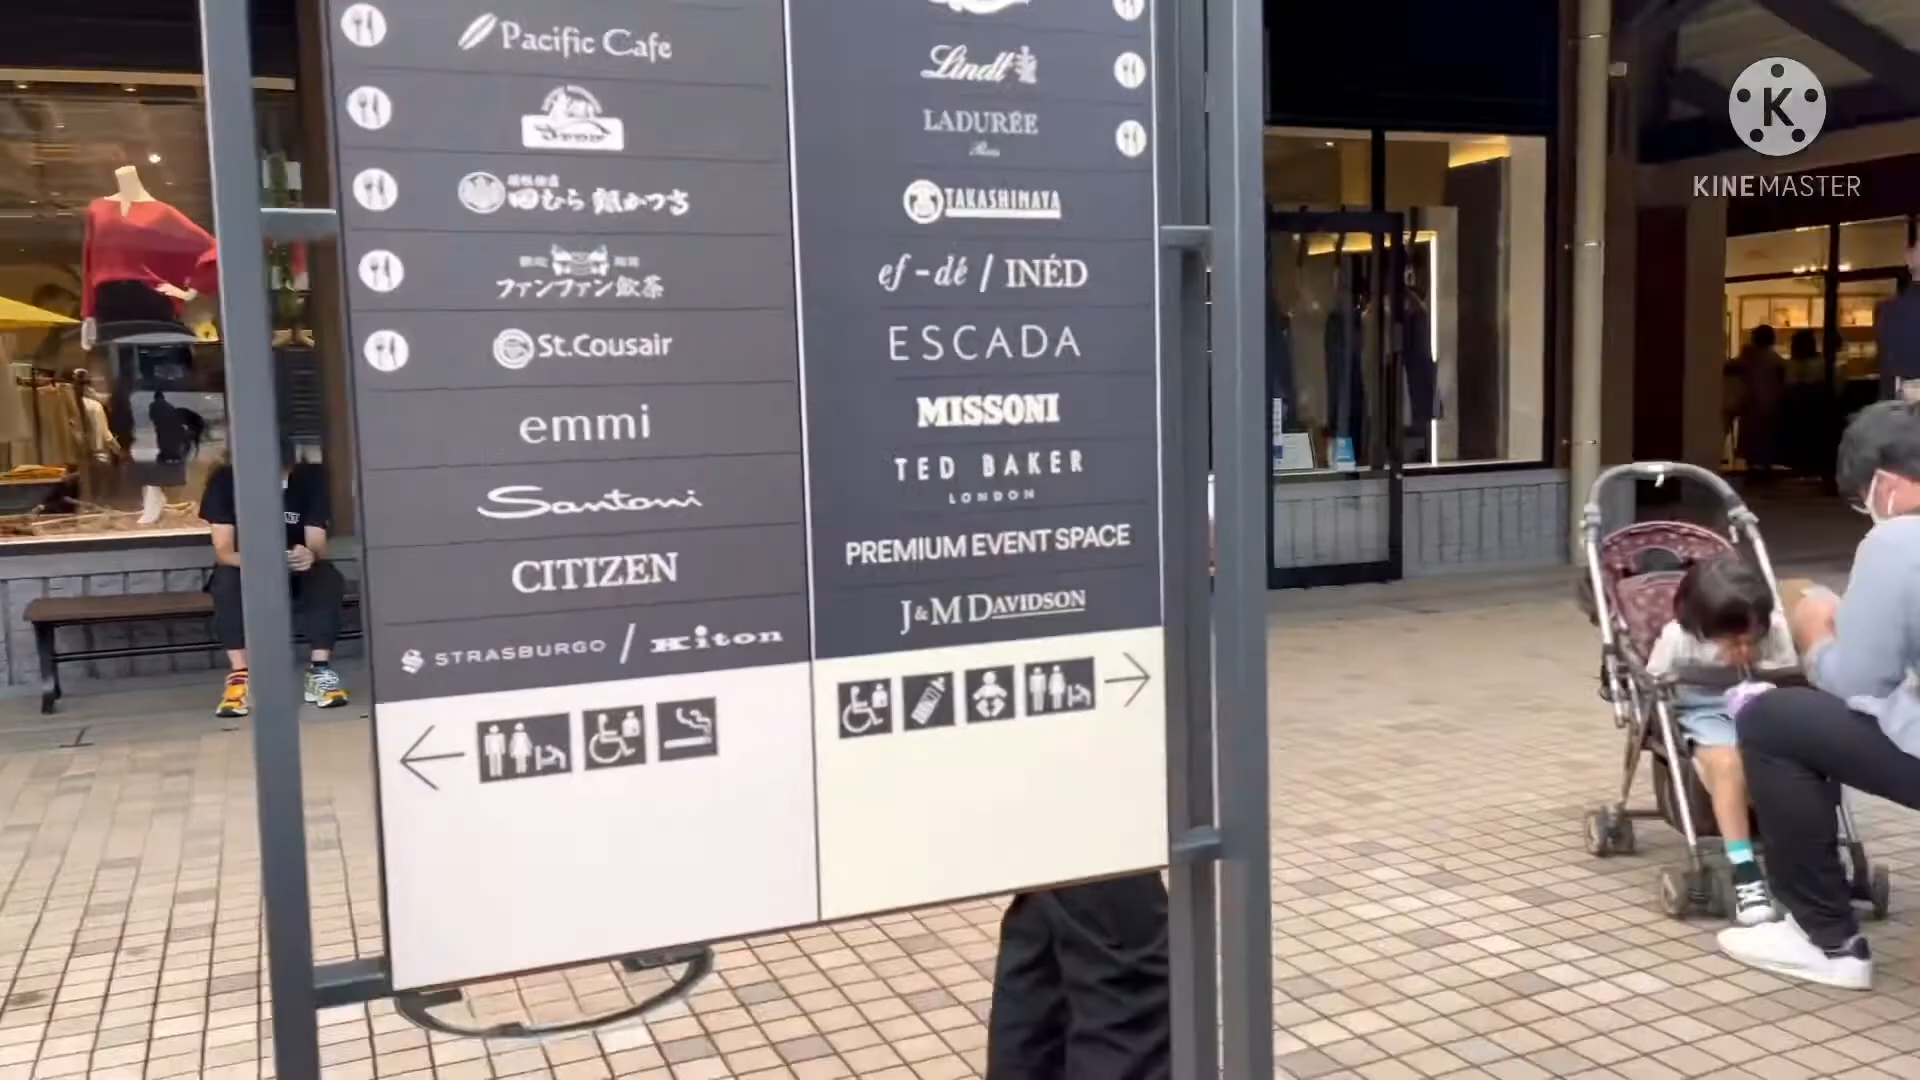 Pacific Cafe
田むら 銀かつ亭
ファンファン飲茶
St.Cousair
emmi
Santoni
CITIZEN
STRASBURGO / Kiton
Lindt
LADURÉE
Paris
TAKASHIMAYA
ef-dé / INÉD
ESCADA
MISSONI
TED BAKER
LONDON
PREMIUM EVENT SPACE
J&M DAVIDSON
K
KINEMASTER